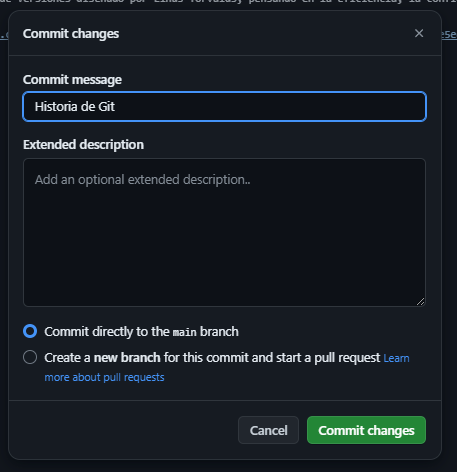 de versiones diseñado por Linus Torvalds, pensando en la eficiencia, la conf
Commit changes
Commit message
Historia de Git
Extended description
Add an optional extended description..
Commit directly to the main branch
Create a new branch for this commit and start a pull request Learn
more about pull requests
Cancel
Commit changes